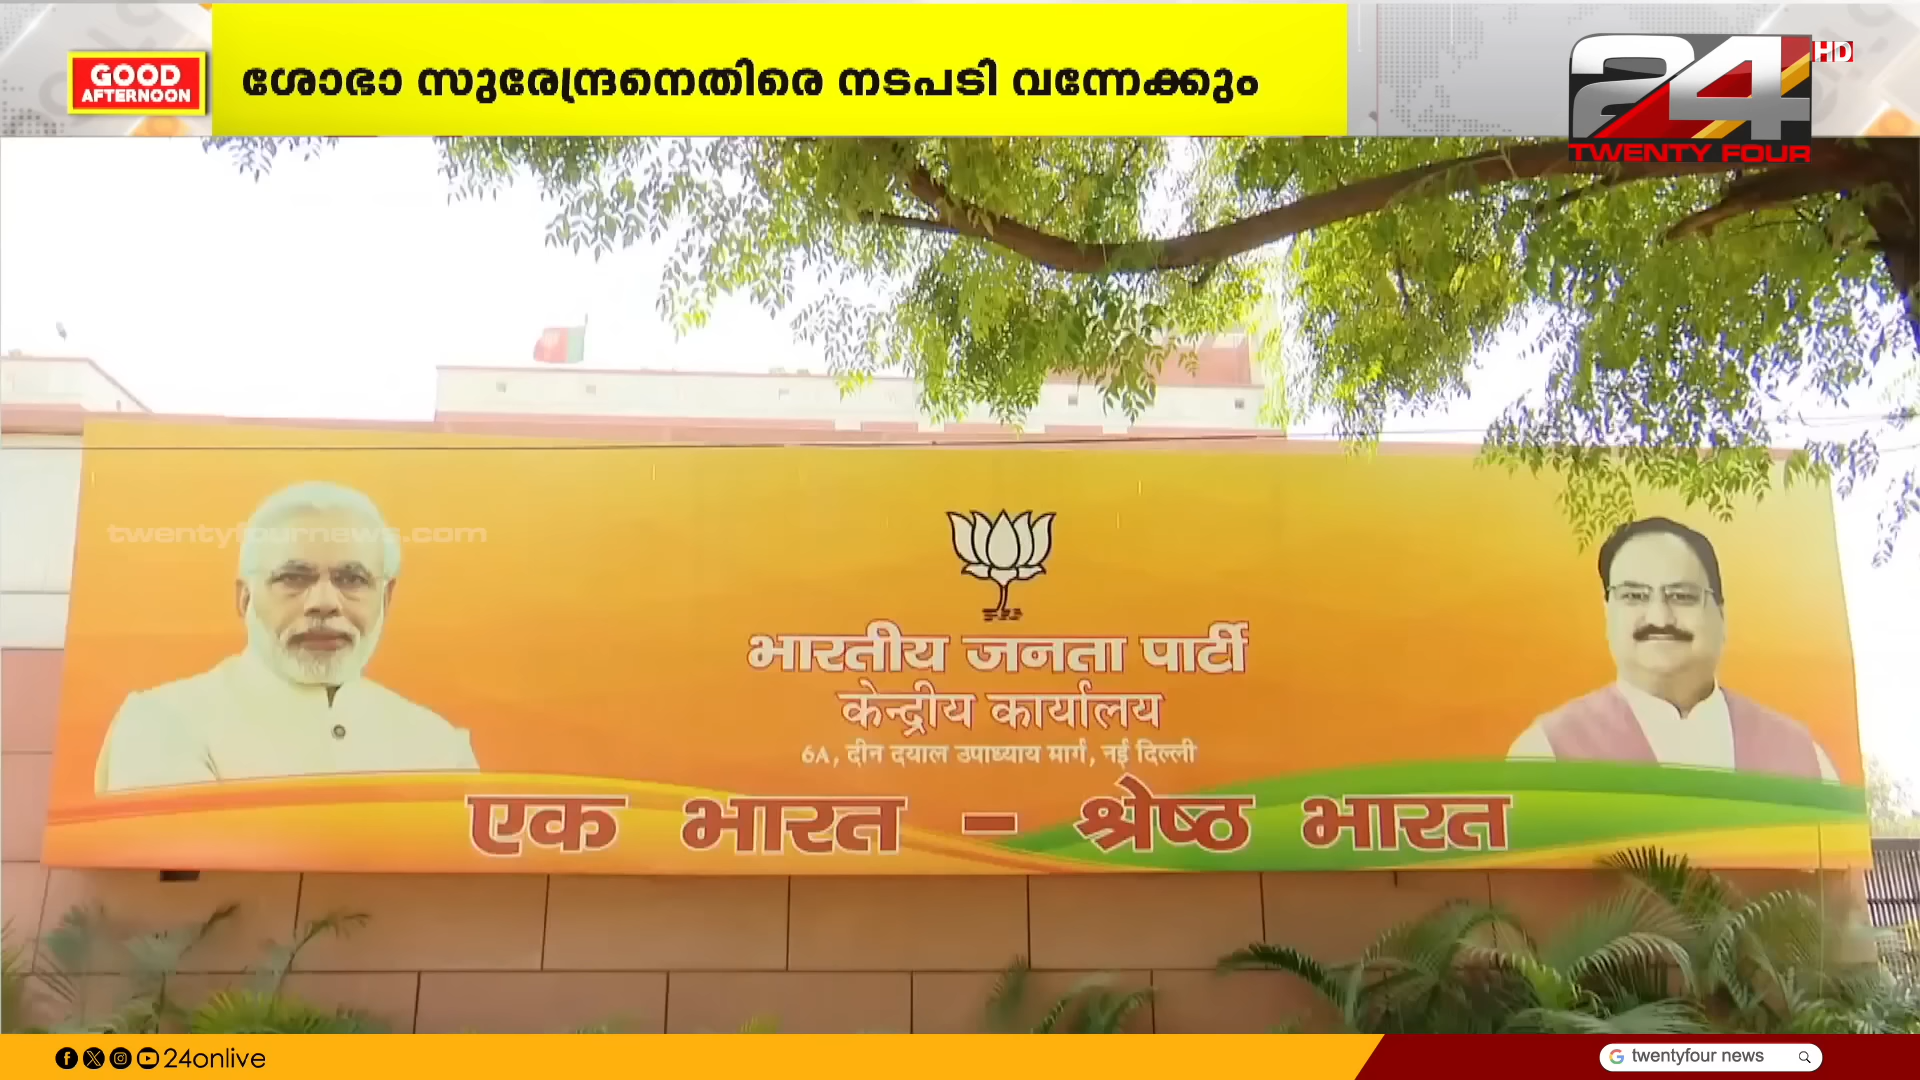 GOOD
AFTERNOON
ശോഭാ സുരേന്ദ്രനെതിരെ നടപടി വന്നേക്കും
24
HD
TWENTY FOUR
twentyfournews.com
भारतीय जनता पार्टी
केन्द्रीय कार्यालय
6A, दीन दयाल उपाध्याय मार्ग, नई दिल्ली
एक भारत - श्रेष्ठ भारत
24onlive
twentyfour news